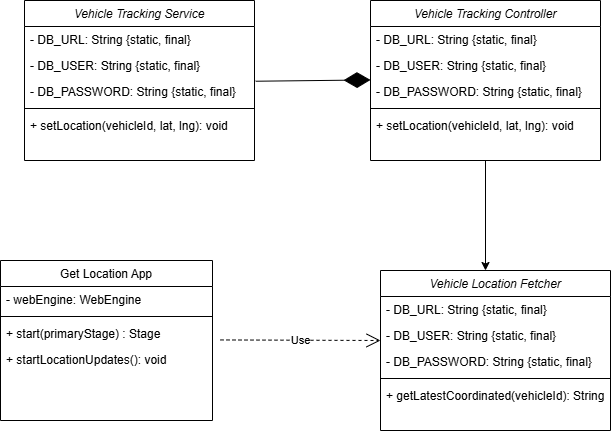 Vehicle Tracking Service
- DB_URL: String {static, final}
- DB_USER: String {static, final}
- DB_PASSWORD: String {static, final}
+ setLocation(vehicleId, lat, lng): void
Vehicle Tracking Controller
- DB_URL: String {static, final}
- DB_USER: String {static, final}
- DB_PASSWORD: String {static, final}
+ setLocation(vehicleId, lat, lng): void
Get Location App
- webEngine: WebEngine
+ start(primaryStage) : Stage
+ startLocationUpdates(): void
Use
Vehicle Location Fetcher
- DB_URL: String {static, final}
- DB_USER: String {static, final}
- DB_PASSWORD: String {static, final}
+ getLatestCoordinated(vehicleId): String